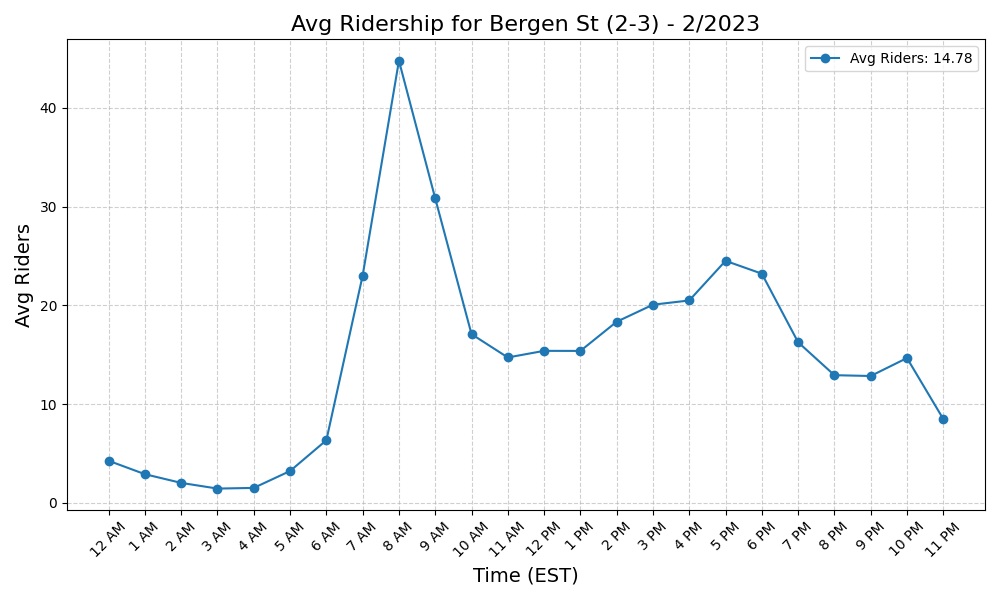 Avg Ridership for Bergen St (2-3) - 2/2023
Avg Riders: 14.78
Avg Riders
40
30
20
10
0
12 AM
1 AM
2 AM
3 AM
4 AM
5 AM
6 AM
7 AM
8 AM
9 AM
10 AM
11 AM
12 PM
1 PM
2 PM
3 PM
4 PM
5 PM
6 PM
7 PM
8 PM
9 PM
10 PM
11 PM
Time (EST)